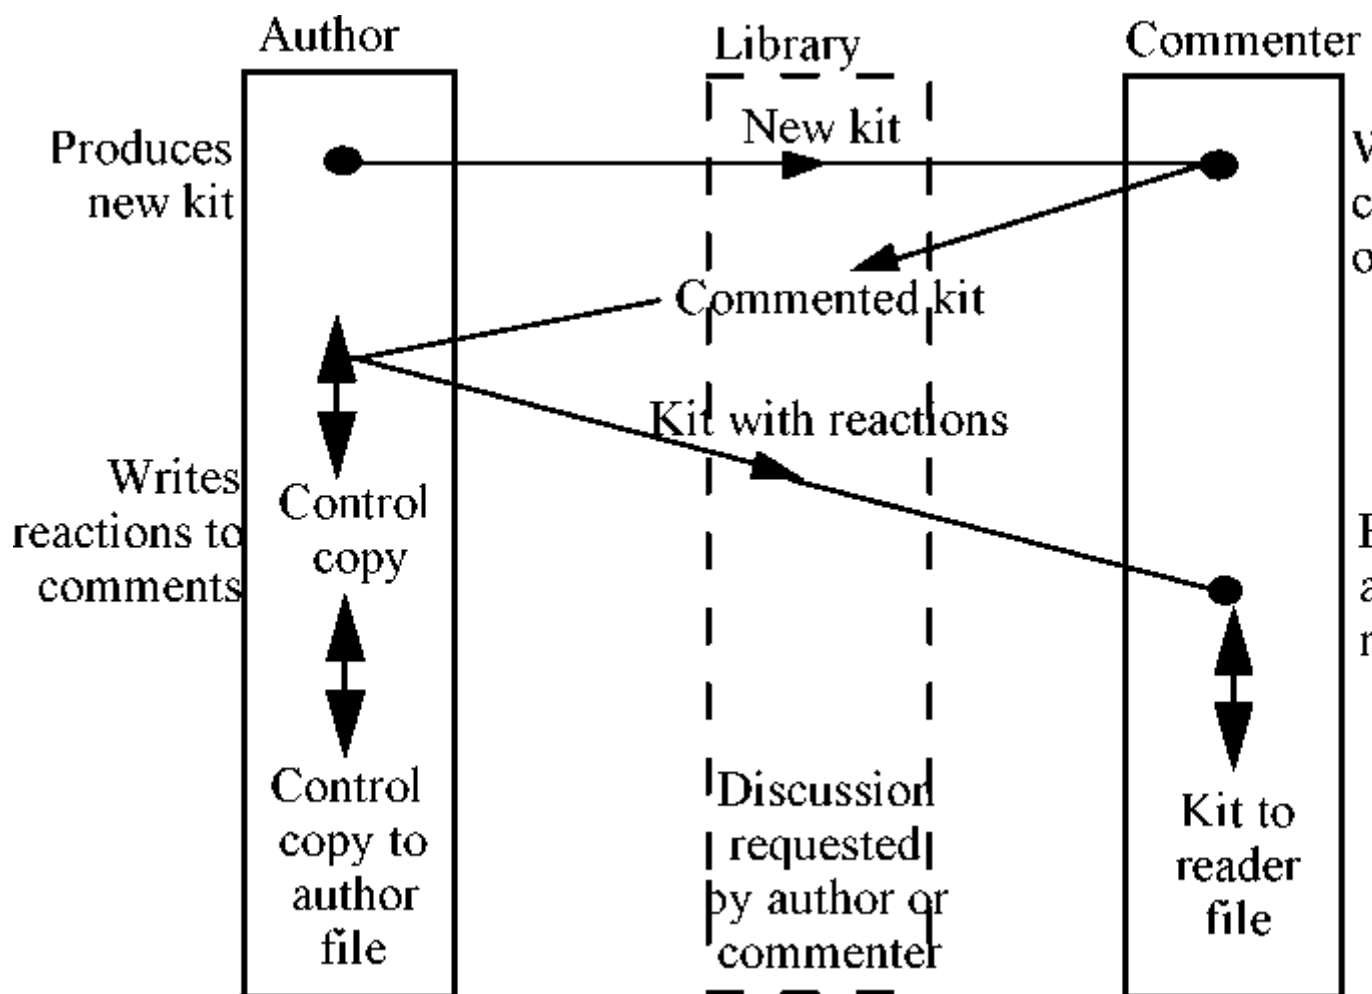 Author
Library
Commenter
Produces
new kit
New kit
Commented kit
Kit with reactions
Writes
reactions to
comments
Control
copy
Control
copy to
author
file
Discussion
requested
by author or
commenter
Kit to
reader
file